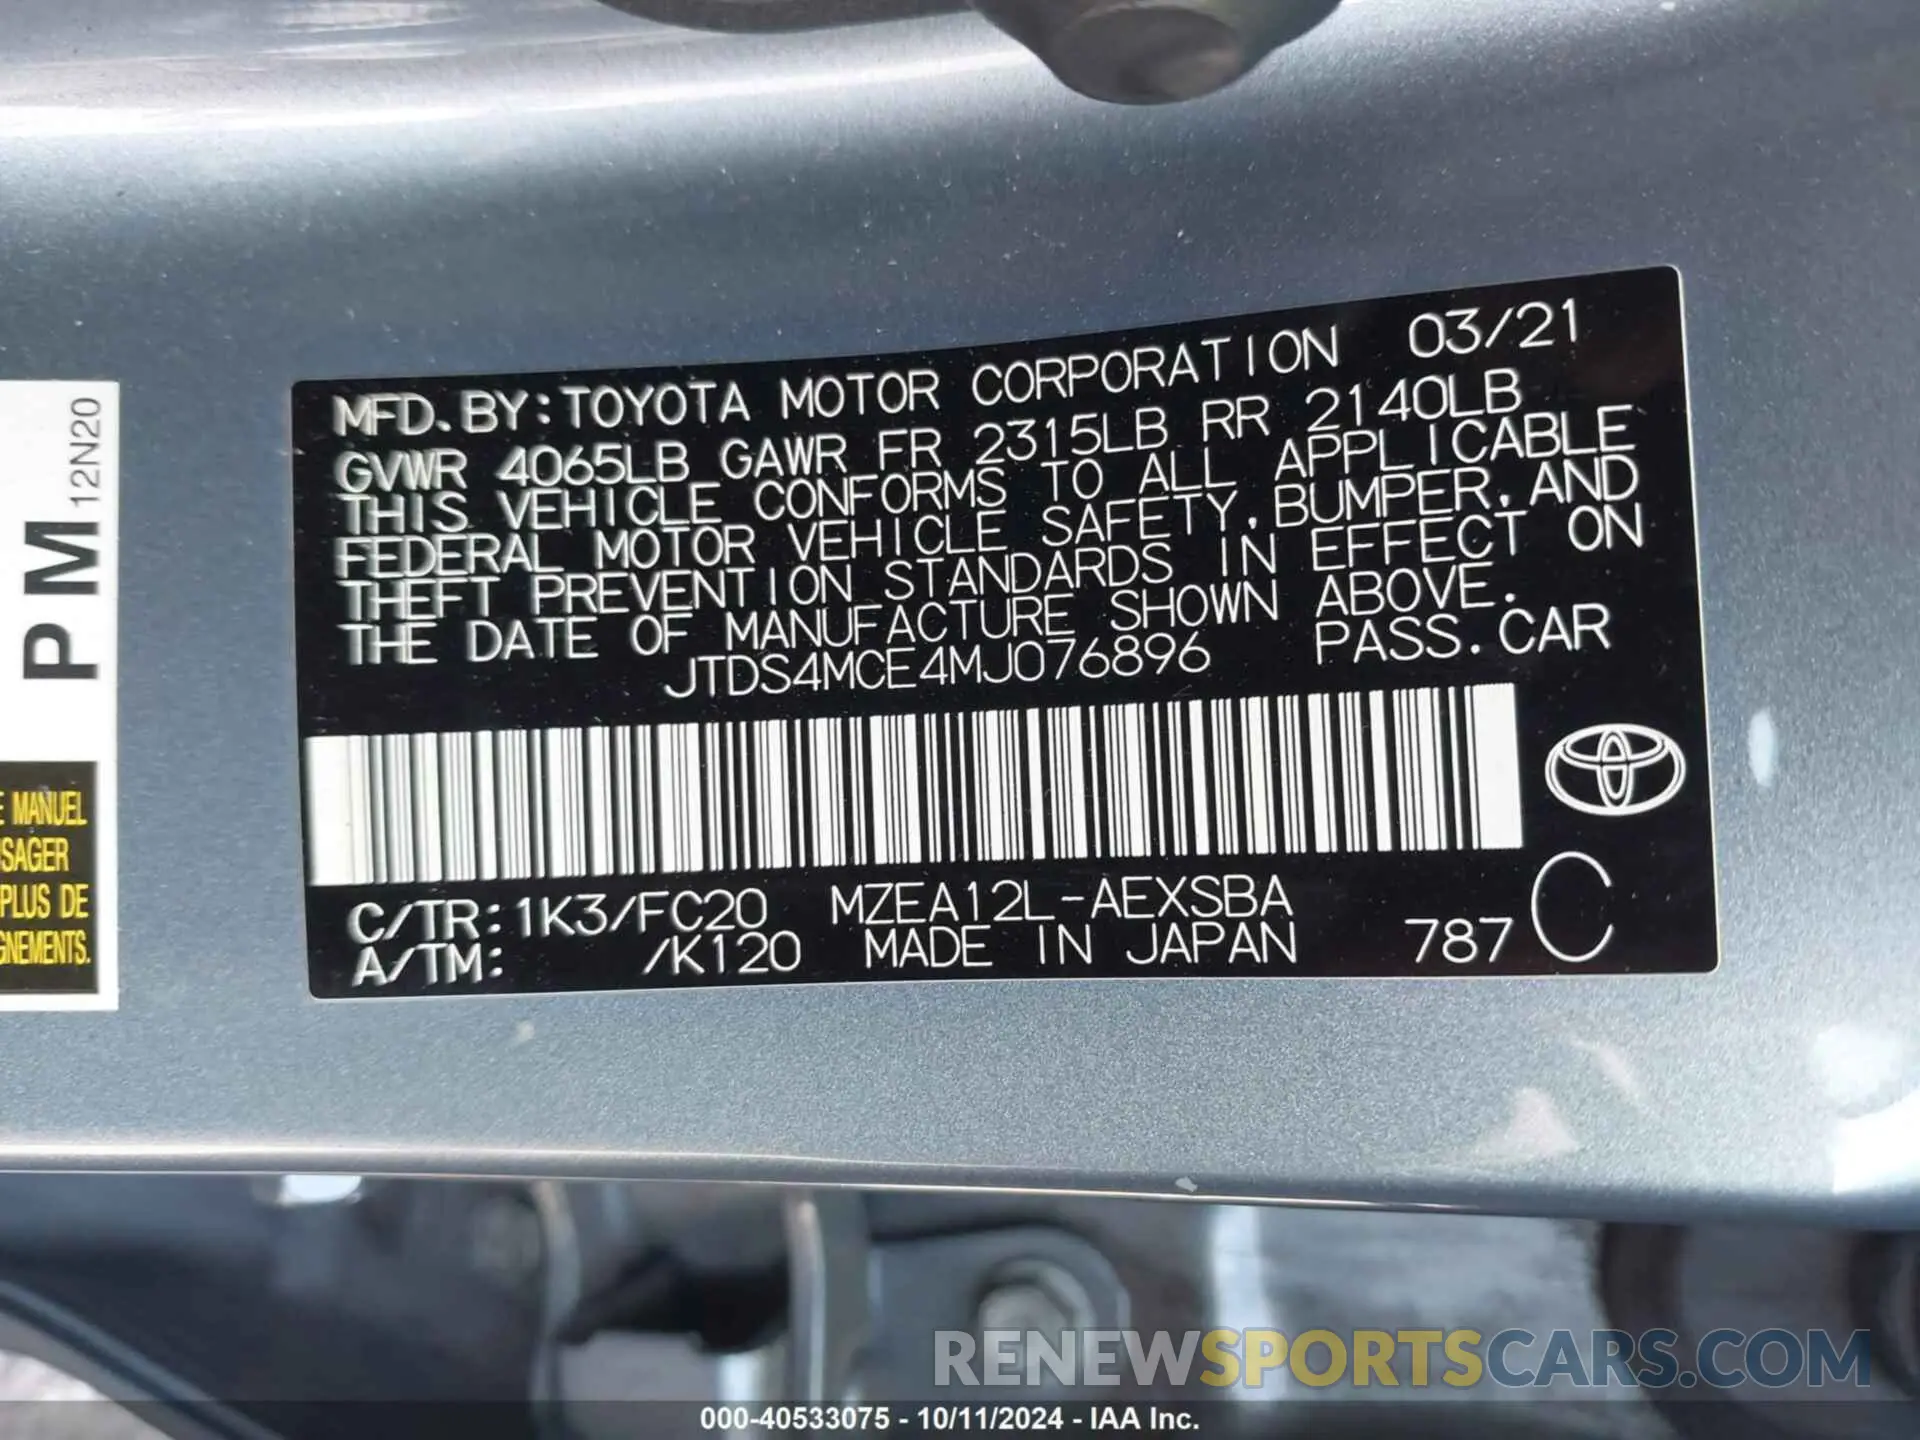 MFD. BY: TOYOTA MOTOR CORPORATION 03/21
GVWR 4065LB GAWR FR 2315LB RR 2140LB
THIS VEHICLE CONFORMS TO ALL APPLICABLE
FEDERAL MOTOR VEHICLE SAFETY, BUMPER, AND
THEFT PREVENTION STANDARDS IN EFFECT ON
THE DATE OF MANUFACTURE SHOWN ABOVE.
JTDS4MCE4MJ076896 PASS. CAR
C/TR: 1K3/FC20 MZEA12L-AEXSBA
A/TM: /K120 MADE IN JAPAN 787 C
PM 12N20
E MANUEL
SAGER
PLUS DE
GNEMENTS.
RENEWSPORTSCARS.COM
000-40533075 - 10/11/2024 - IAA Inc.